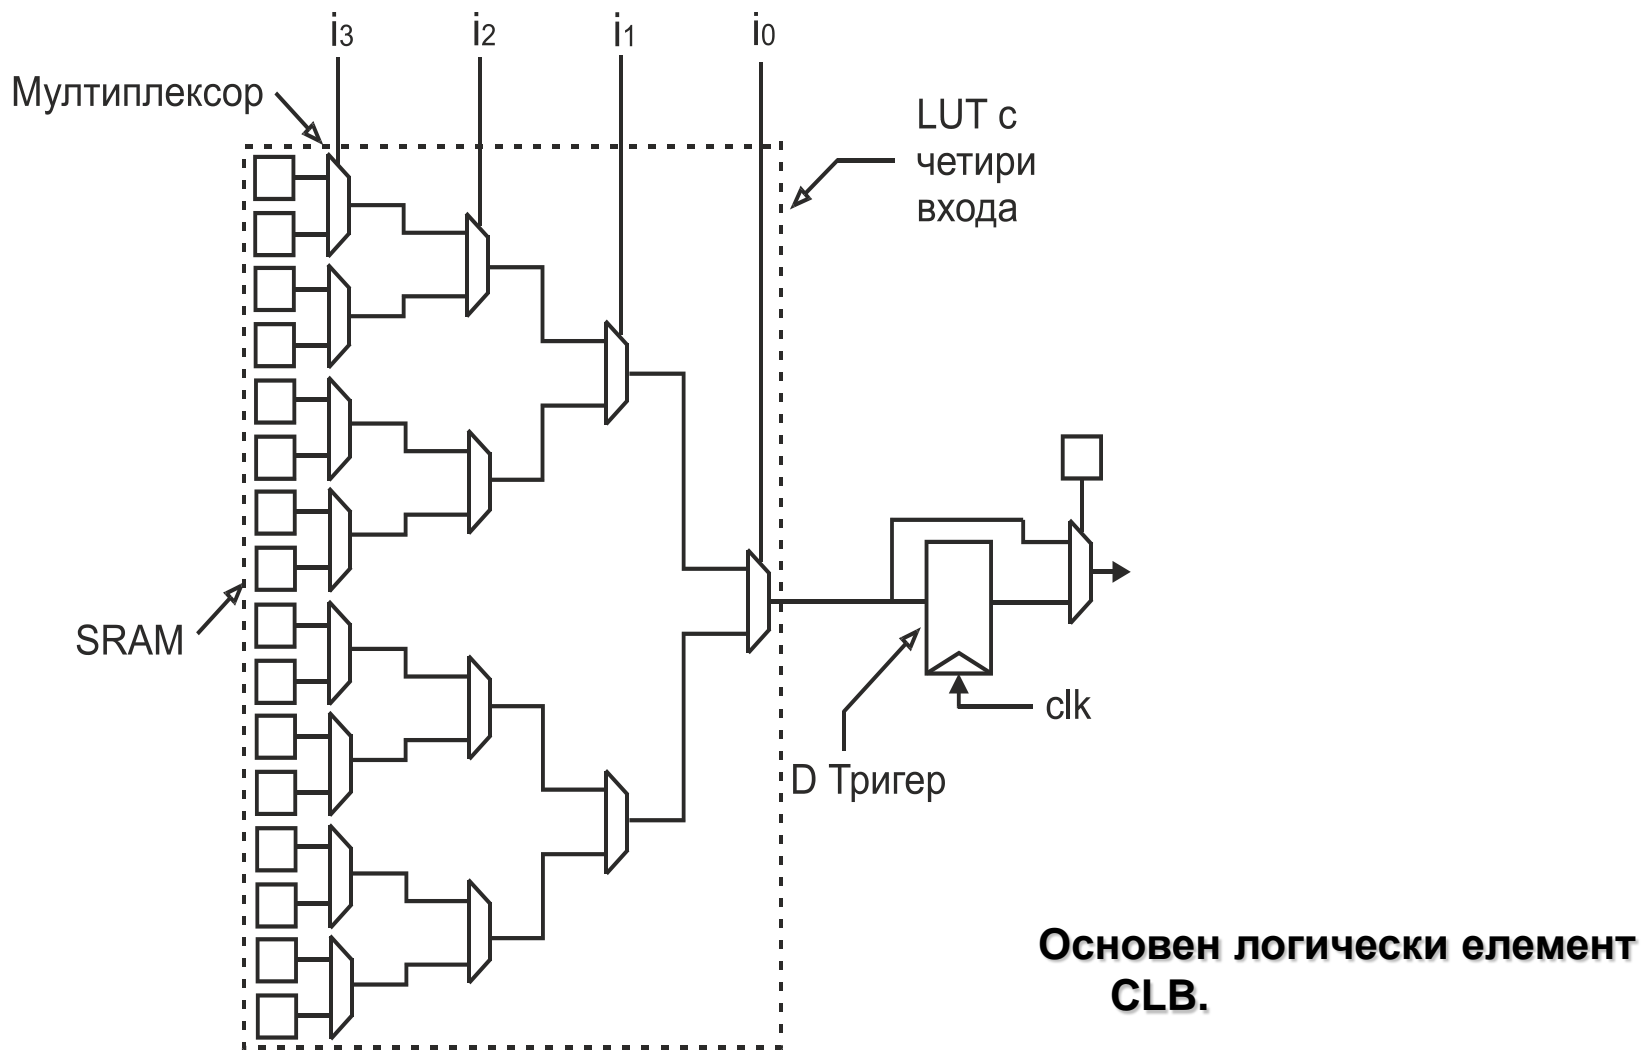 i3 i2 i1 i0
Мултиплексор
LUT с
четири
входа
SRAM
clk
D Тригер
Основен логически елемент
CLB.